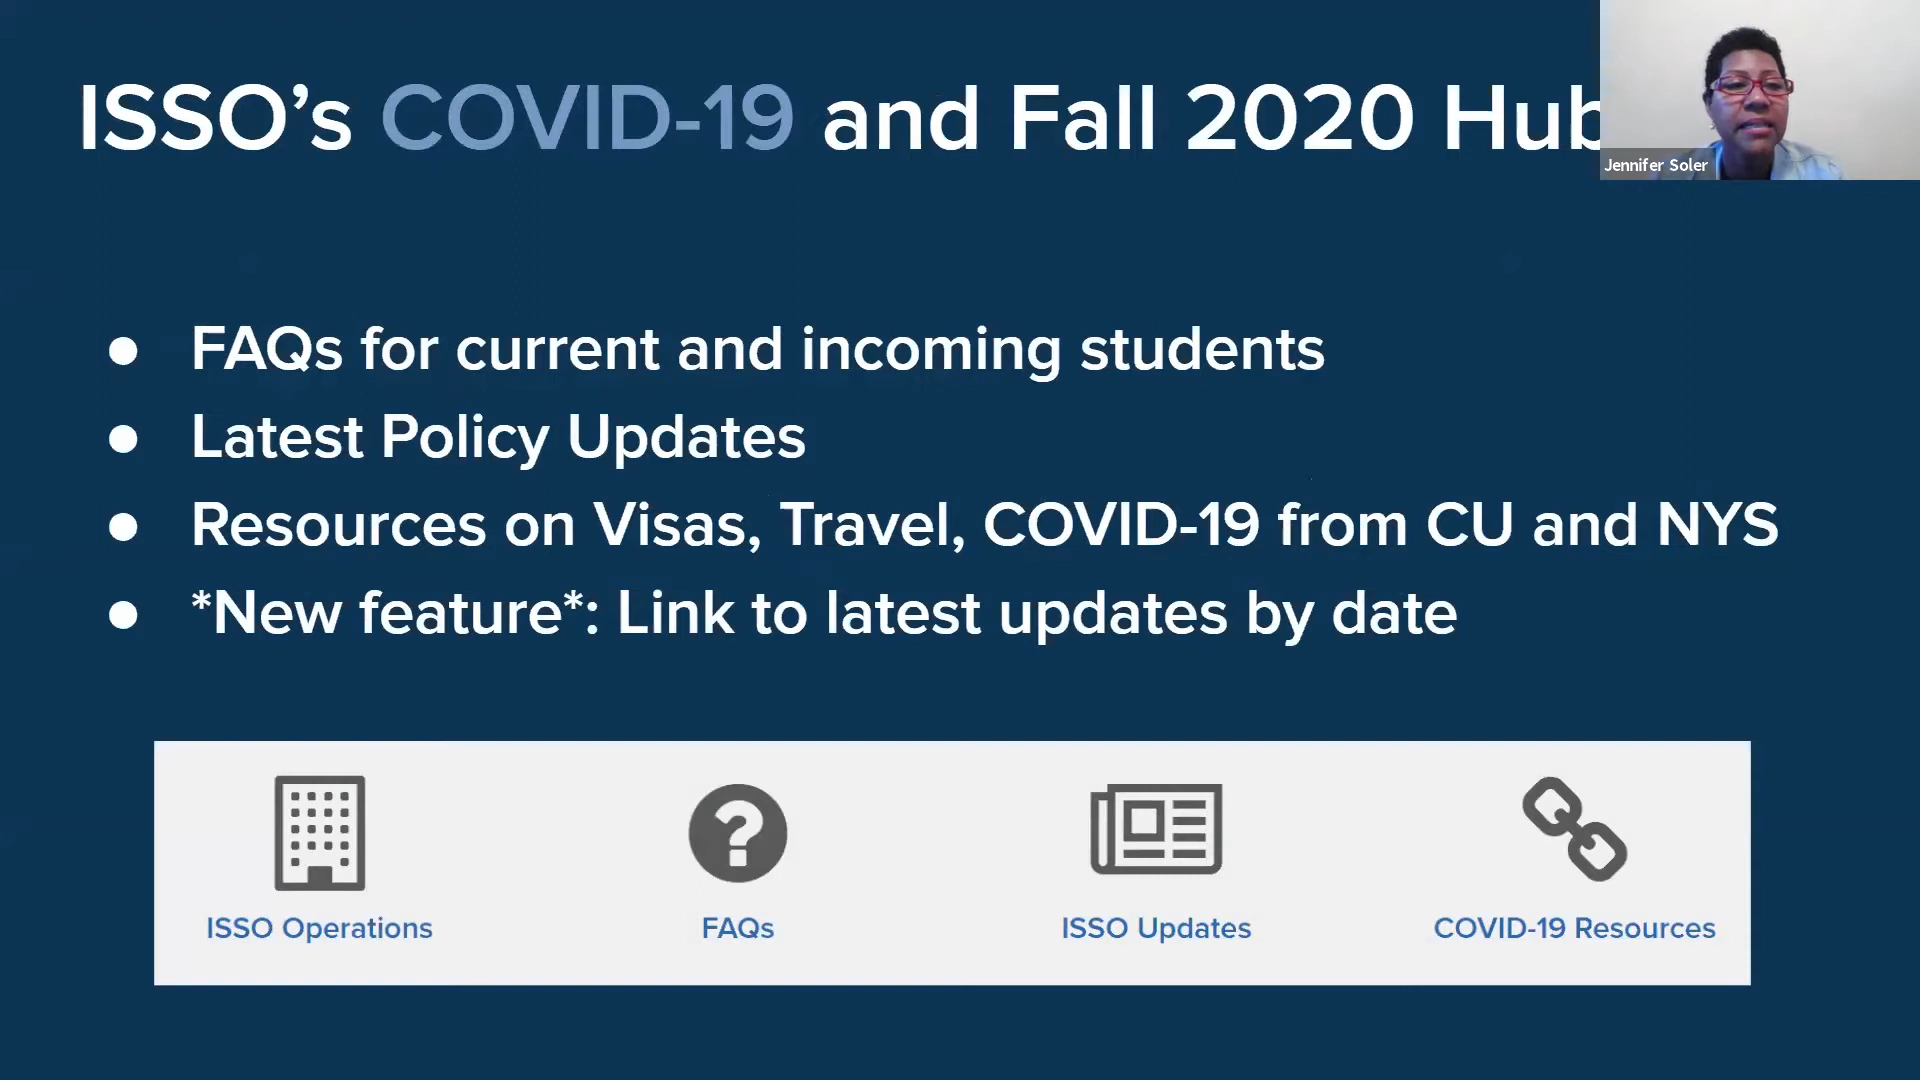 ISSO’s COVID-19 and Fall 2020 Hub
Jennifer Soler
● FAQs for current and incoming students
● Latest Policy Updates
● Resources on Visas, Travel, COVID-19 from CU and NYS
● *New feature*: Link to latest updates by date
ISSO Operations
FAQs
ISSO Updates
COVID-19 Resources